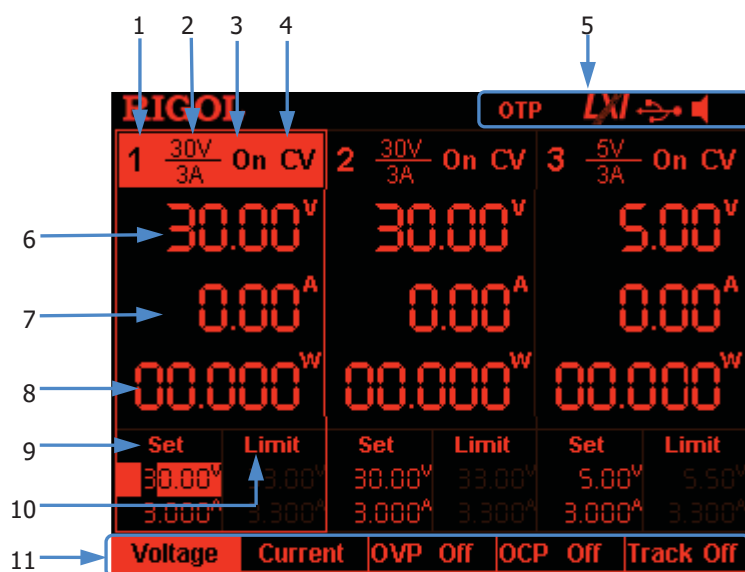 1 2 3 4 5
RIGOL
OTP LXI
1 30V/3A On CV 2 30V/3A On CV 3 5V/3A On CV
6 30.00V 30.00V 5.00V
7 0.00A 0.00A 0.00A
8 00.000W 00.000W 00.000W
9 Set Limit Set Limit Set Limit
30.00V 33.00V 30.00V 33.00V 5.00V 5.50V
10 3.000A 3.300A 3.000A 3.300A 3.000A 3.300A
11 Voltage Current OVP Off OCP Off Track Off